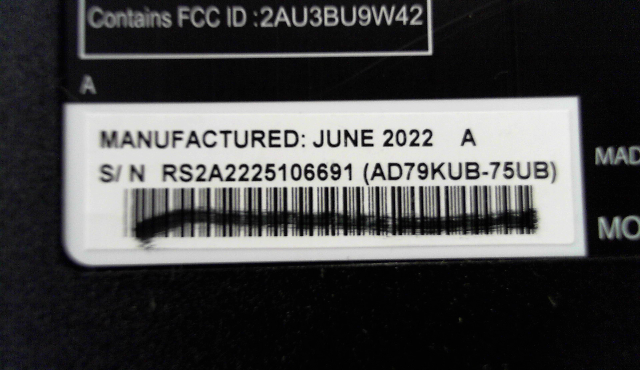 Contains FCC ID :2AU3BU9W42
A
MANUFACTURED: JUNE 2022 A
S/ N RS2A2225106691 (AD79KUB-75UB)
MAD
MO